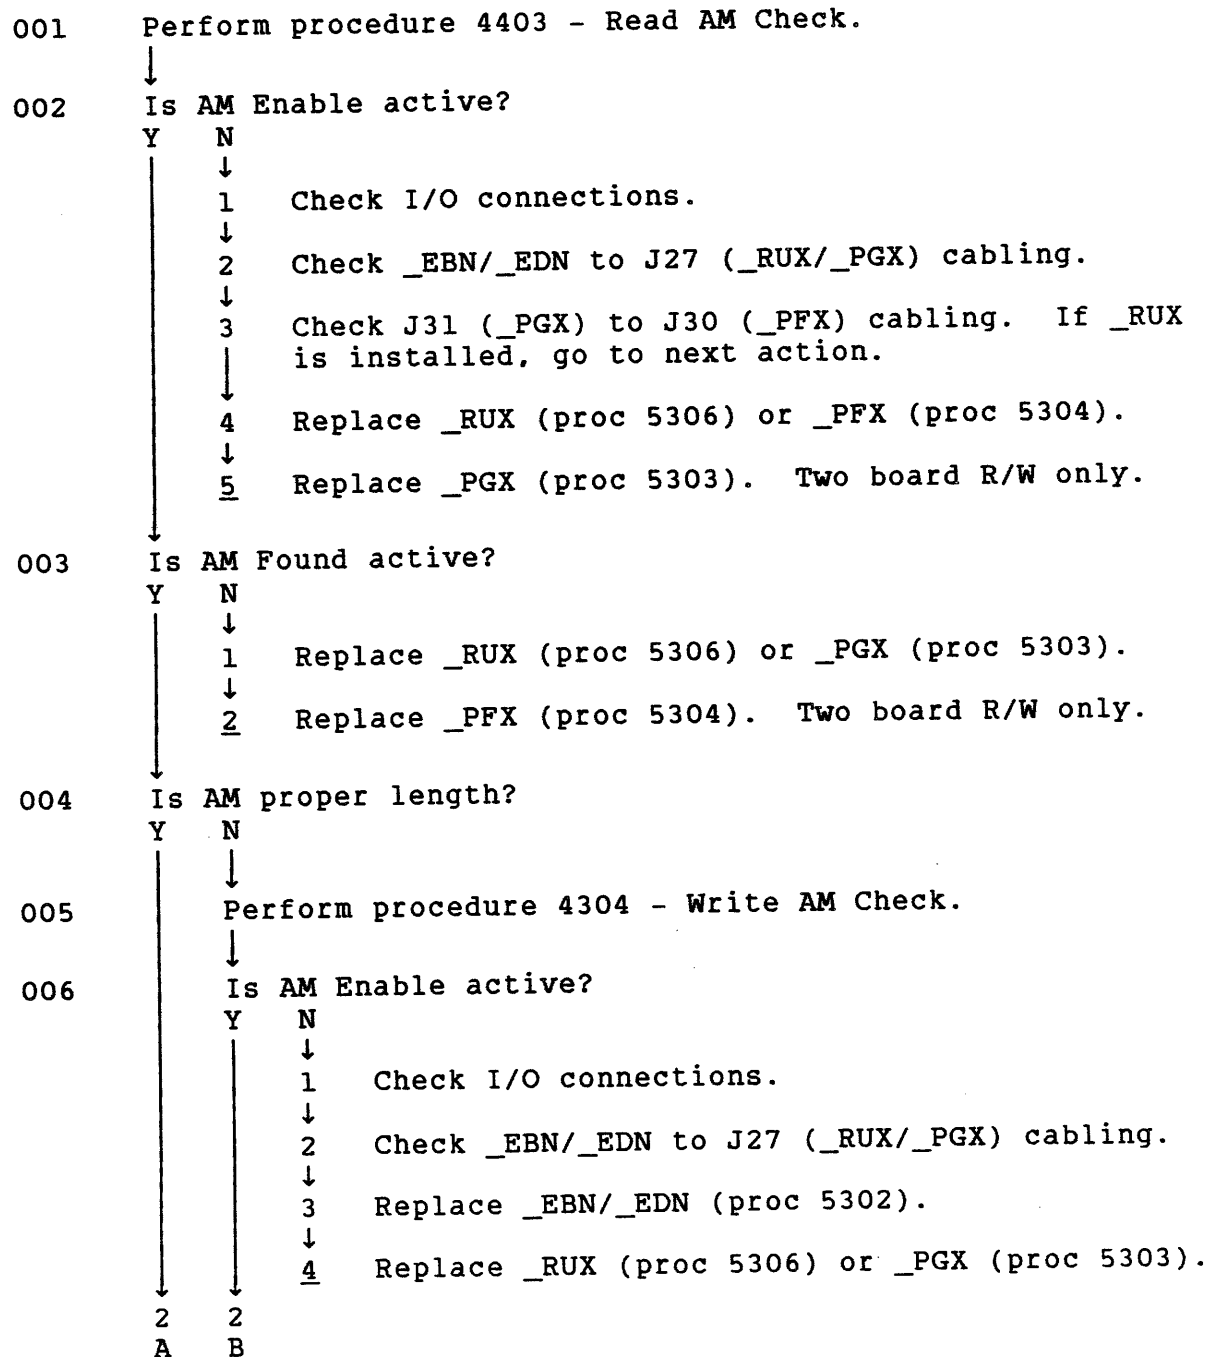 001 Perform procedure 4403 - Read AM Check.
002 Is AM Enable active?
Y N
1 Check I/O connections.
2 Check _EBN/_EDN to J27 (_RUX/_PGX) cabling.
3 Check J31 (_PGX) to J30 (_PFX) cabling. If _RUX
is installed, go to next action.
4 Replace _RUX (proc 5306) or _PFX (proc 5304).
5 Replace _PGX (proc 5303). Two board R/W only.
003 Is AM Found active?
Y N
1 Replace _RUX (proc 5306) or _PGX (proc 5303).
2 Replace _PFX (proc 5304). Two board R/W only.
004 Is AM proper length?
Y N
005 Perform procedure 4304 - Write AM Check.
006 Is AM Enable active?
Y N
1 Check I/O connections.
2 Check _EBN/_EDN to J27 (_RUX/_PGX) cabling.
3 Replace _EBN/_EDN (proc 5302).
4 Replace _RUX (proc 5306) or _PGX (proc 5303).
2 2
A B